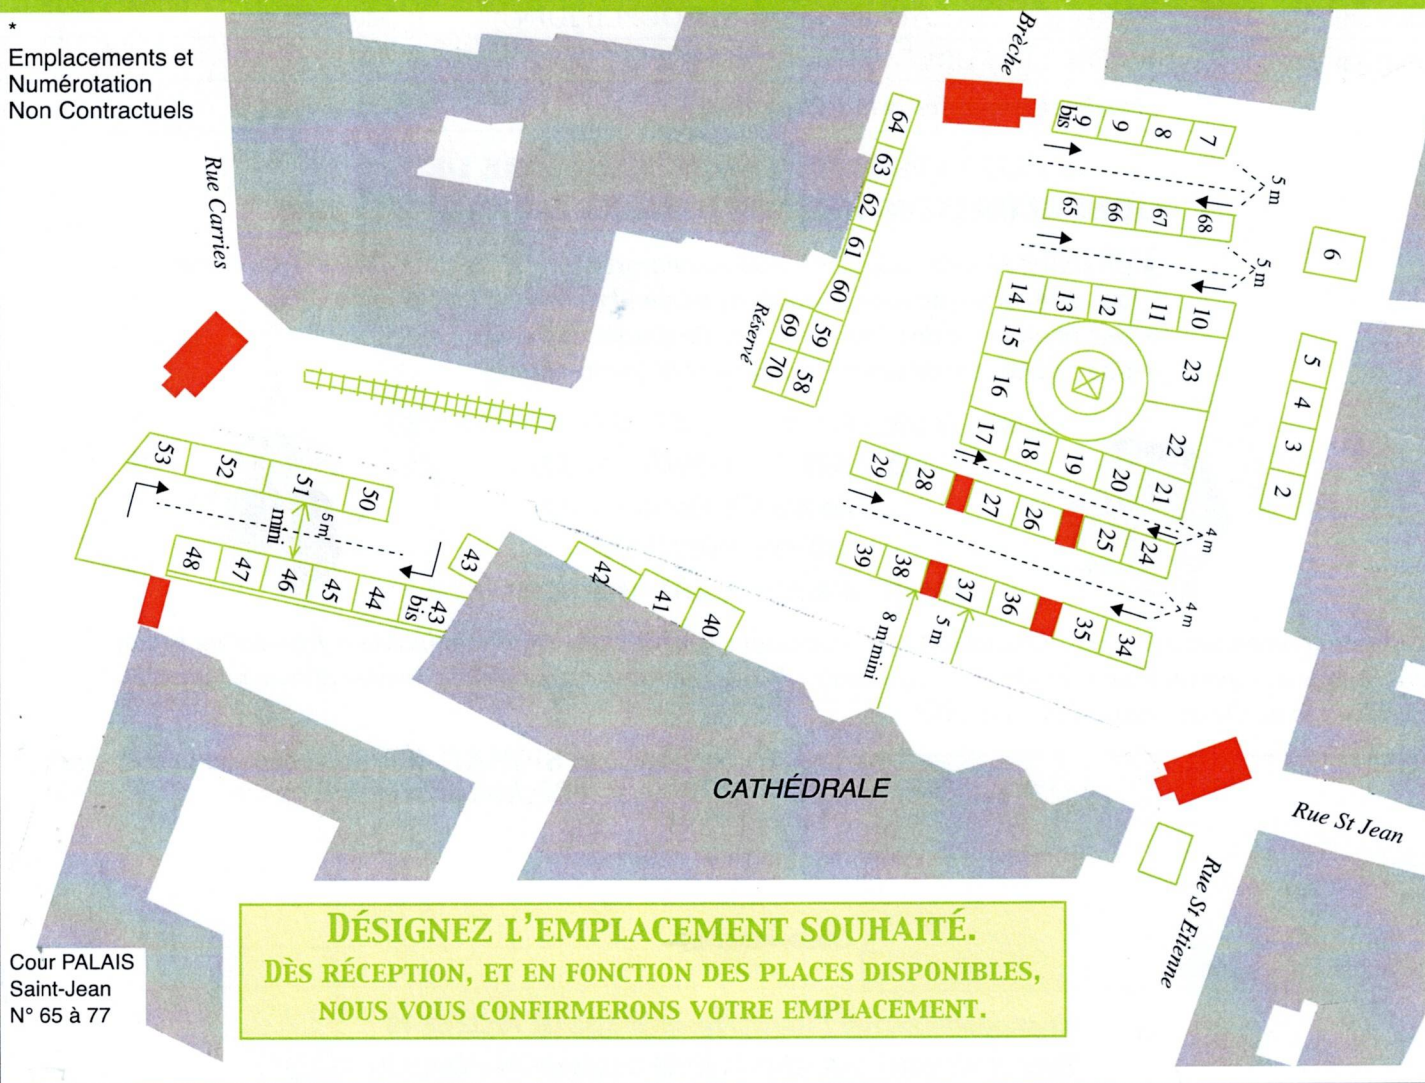 *
Emplacements et
Numérotation
Non Contractuels
Brèche
Rue Carries
64
63
62
61
60
59
58
69
70
Réservé
9 bis
9
8
7
5 m
65
66
67
68
5 m
6
14
13
12
11
10
15
16
23
22
17
18
19
20
21
5
4
3
2
29
28
27
26
25
24
4 m
39
38
37
36
35
34
4 m
8 m mini
5 m
53
52
51
50
5 m
mini
48
47
46
45
44
43
bis
43
42
41
40
CATHÉDRALE
Rue St Jean
Rue St Etienne
DÉSIGNEZ L'EMPLACEMENT SOUHAITÉ.
DÈS RÉCEPTION, ET EN FONCTION DES PLACES DISPONIBLES,
NOUS VOUS CONFIRMERONS VOTRE EMPLACEMENT.
Cour PALAIS
Saint-Jean
N° 65 à 77